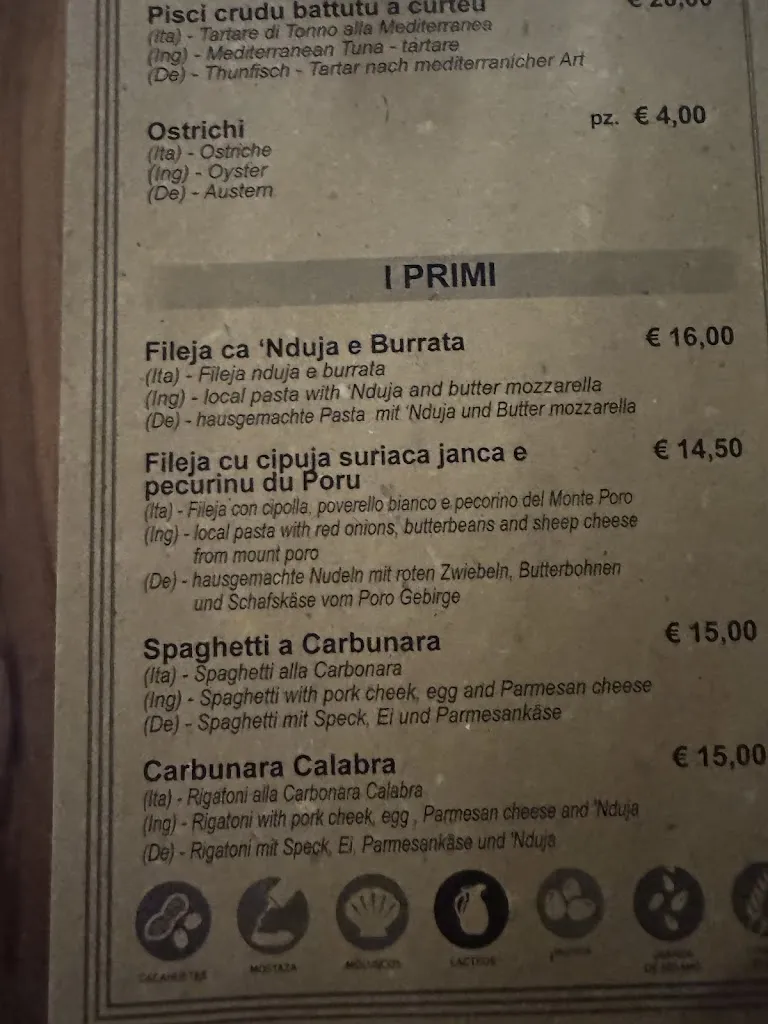 Pisci crudu battutu a curteu
(Ita) - Tartare di Tonno alla Mediterranea
(Ing) - Mediterranean Tuna - tartare
(De) - Thunfisch - Tartar nach mediterranicher Art
Ostrichi pz. € 4,00
(Ita) - Ostriche
(Ing) - Oyster
(De) - Austern
I PRIMI
Fileja ca ‘Nduja e Burrata € 16,00
(Ita) - Fileja nduja e burrata
(Ing) - local pasta with ‘Nduja and butter mozzarella
(De) - hausgemachte Pasta mit ‘Nduja und Butter mozzarella
Fileja cu cipuja suriaca janca e € 14,50
pecurinu du Poru
(Ita) - Fileja con cipolla, poverello bianco e pecorino del Monte Poro
(Ing) - local pasta with red onions, butterbeans and sheep cheese
from mount poro
(De) - hausgemachte Nudeln mit roten Zwiebeln, Butterbohnen
und Schafskäse vom Poro Gebirge
Spaghetti a Carbunara € 15,00
(Ita) - Spaghetti alla Carbonara
(Ing) - Spaghetti with pork cheek, egg and Parmesan cheese
(De) - Spaghetti mit Speck, Ei und Parmesankäse
Carbunara Calabra € 15,00
(Ita) - Rigatoni alla Carbonara Calabra
(Ing) - Rigatoni with pork cheek, egg , Parmesan cheese and 'Nduja
(De) - Rigatoni mit Speck, Ei, Parmesankäse und 'Nduja
CACAHUETES MOSTAZA MOLUSCOS LACTEOS